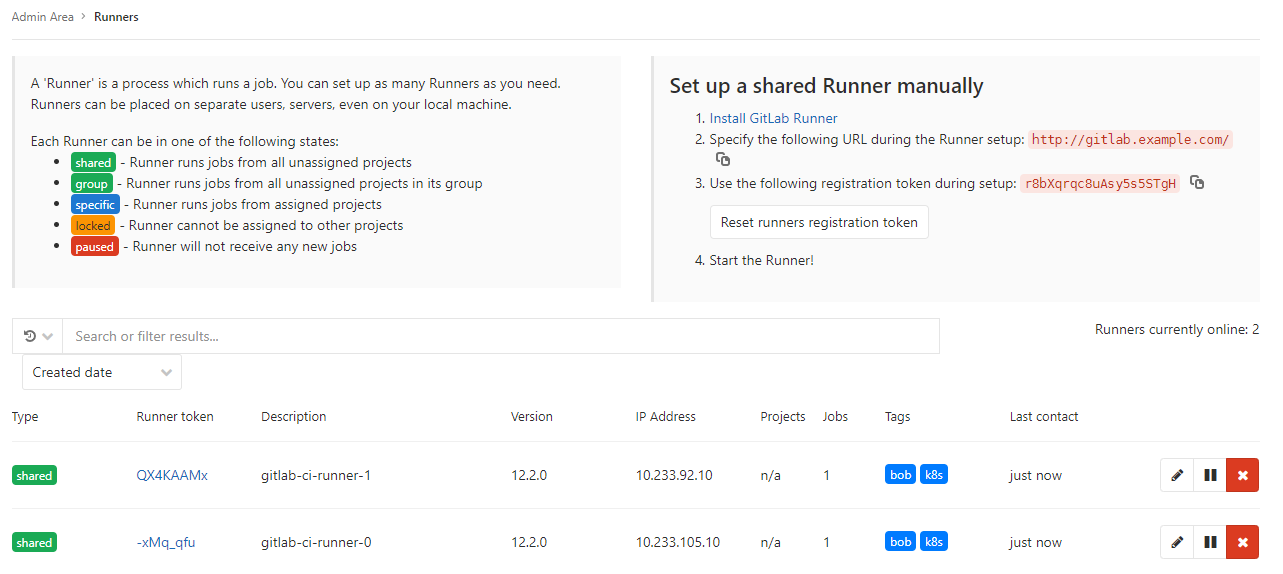 Admin Area > Runners
A 'Runner' is a process which runs a job. You can set up as many Runners as you need.
Runners can be placed on separate users, servers, even on your local machine.
Each Runner can be in one of the following states:
• shared - Runner runs jobs from all unassigned projects
• group - Runner runs jobs from all unassigned projects in its group
• specific - Runner runs jobs from assigned projects
• locked - Runner cannot be assigned to other projects
• paused - Runner will not receive any new jobs
Set up a shared Runner manually
1. Install GitLab Runner
2. Specify the following URL during the Runner setup: http://gitlab.example.com/
3. Use the following registration token during setup: r8bXqrqc8uAsy5s5STgH
Reset runners registration token
4. Start the Runner!
Search or filter results...
Runners currently online: 2
Created date
Type Runner token Description Version IP Address Projects Jobs Tags Last contact
shared QX4KAAMx gitlab-ci-runner-1 12.2.0 10.233.92.10 n/a 1 bob k8s just now
shared -xMq_qfu gitlab-ci-runner-0 12.2.0 10.233.105.10 n/a 1 bob k8s just now